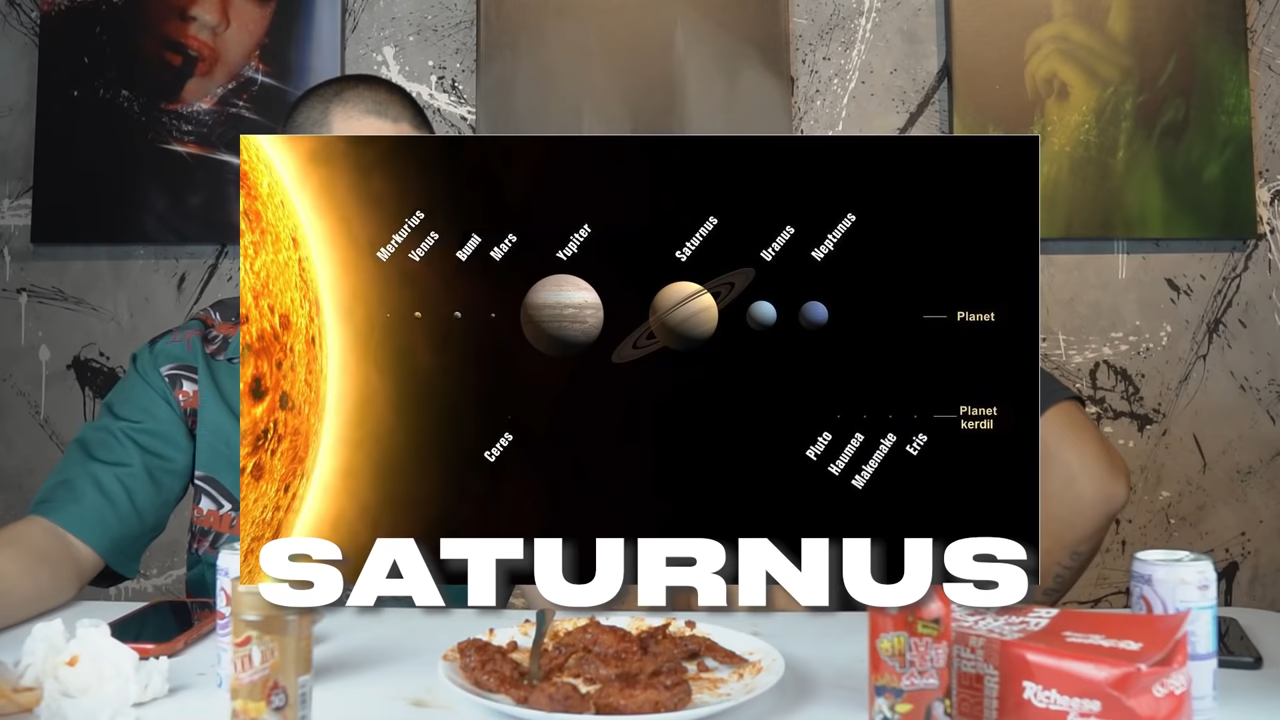 Merkurius
Venus
Bumi
Mars
Yupiter
Saturnus
Uranus
Neptunus
Planet
Ceres
Pluto
Haumea
Makemake
Eris
Planet
kerdil
SATURNUS
Richeese